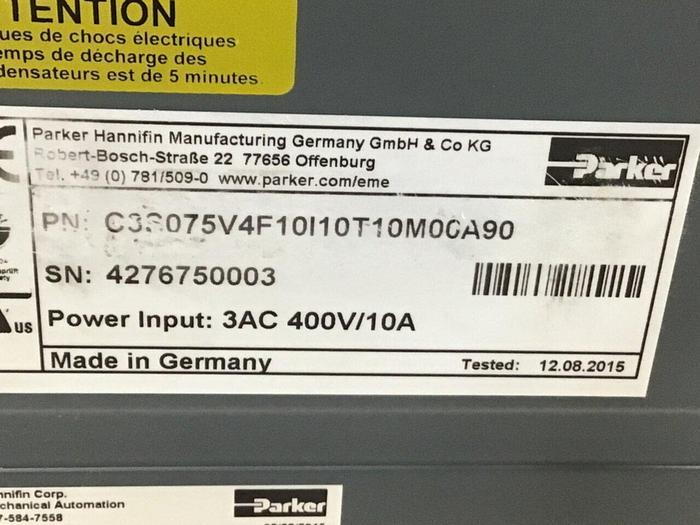 TENTION
ues de chocs électriques
emps de décharge des
densateurs est de 5 minutes.
Parker Hannifin Manufacturing Germany GmbH & Co KG
Robert-Bosch-Straße 22 77656 Offenburg
Tel. +49 (0) 781/509-0 www.parker.com/eme
Parker
PN: C3S075V4F10I10T10M00A90
SN: 4276750003
Power Input: 3AC 400V/10A
US
Made in Germany
Tested: 12.08.2015
nnifin Corp.
chanical Automation
7-584-7558
Parker